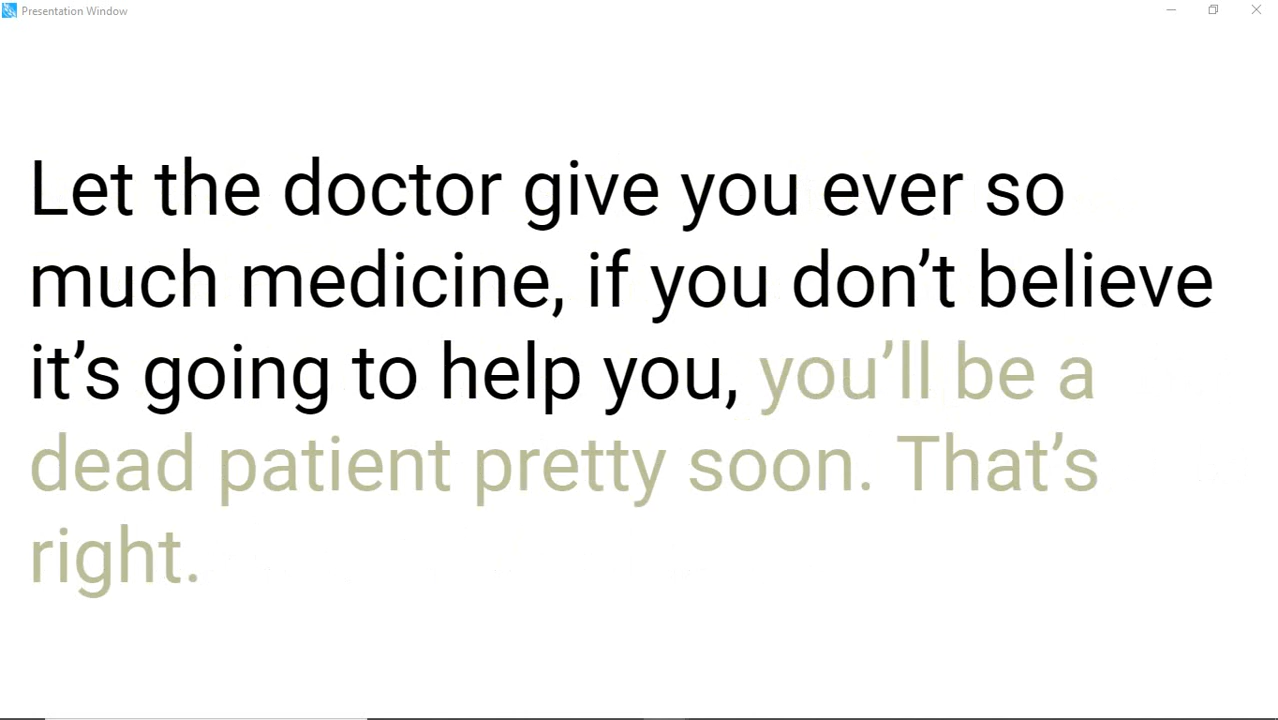 Presentation Window
Let the doctor give you ever so
much medicine, if you don’t believe
it’s going to help you, you’ll be a
dead patient pretty soon. That’s
right.